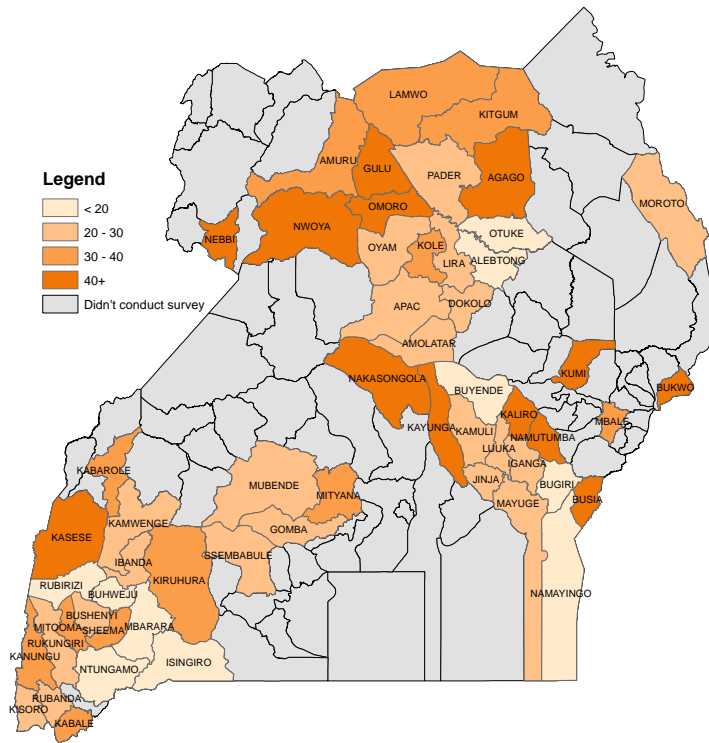 LAMWO
KITGUM
AMURU
GULU
PADER
AGAGO
Legend
< 20
20 - 30
30 - 40
40+
Didn't conduct survey
MOROTO
OMORO
NWOYA
NEBBI
OTUKE
OYAM
KOLE
LIRA
ALEBTONG
APAC
DOKOLO
AMOLATAR
NAKASONGOLA
KUMI
BUKWO
BUYENDE
KAYUNGA
KALIRO
MBALE
KAMULI
NAMUTUMBA
LUUKA
IGANGA
KABAROLE
MUBENDE
MITYANA
JINJA
BUGIRI
BUSIA
MAYUGE
KAMWENGE
GOMBA
KASESE
SSEMBABULE
IBANDA
KIRUHURA
RUBIRIZI
BUHWEJU
NAMAYINGO
BUSHENYI
MITOOMA
SHEEMA
MBARARA
RUKUNGIRI
KANUNGU
ISINGIRO
NTUNGAMO
RUBANDA
KISORO
KABALE